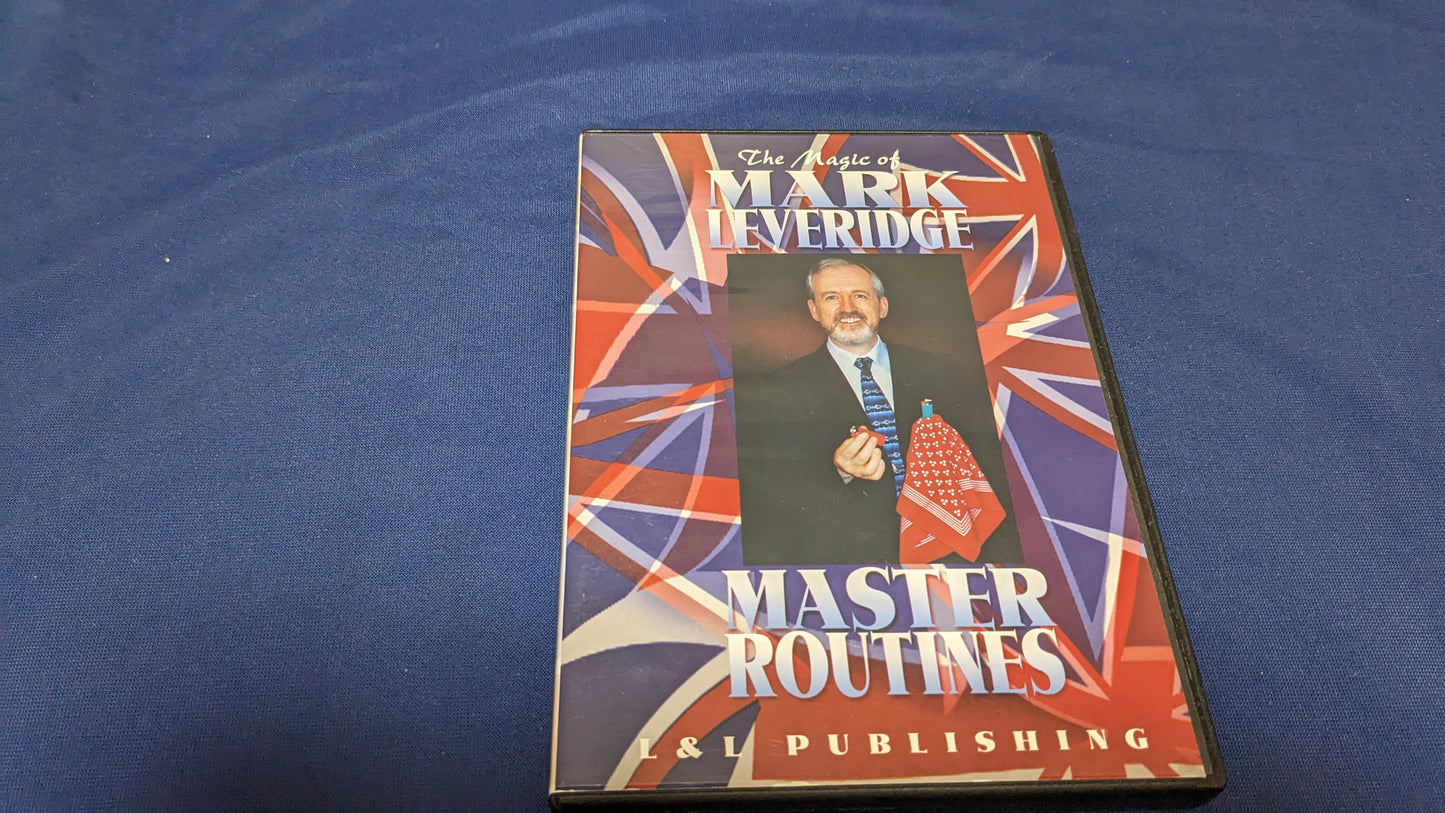 The Magic of
MARK
LEVERIDGE
MASTER
ROUTINES
L&L PUBLISHING